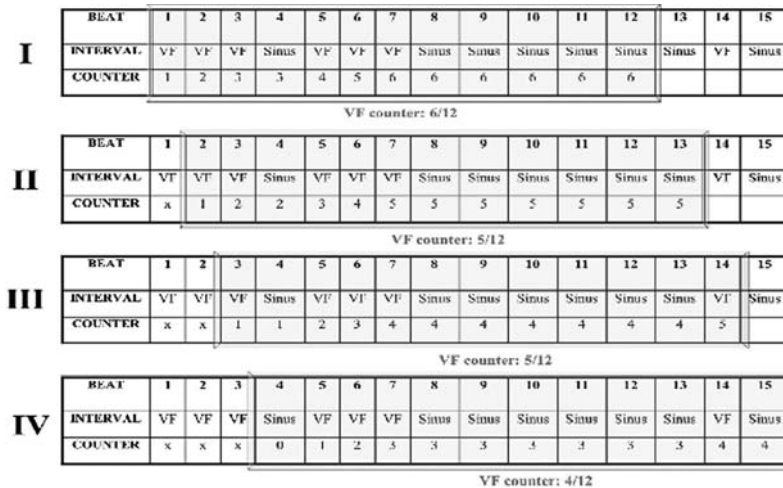 I
BEAT 1 2 3 4 5 6 7 8 9 10 11 12 13 14 15
INTERVAL VF VF VF Sinus VF VF VF Sinus Sinus Sinus Sinus Sinus Sinus VF Sinus
COUNTER 1 2 3 3 4 5 6 6 6 6 6 6
VF counter: 6/12
II
BEAT 1 2 3 4 5 6 7 8 9 10 11 12 13 14 15
INTERVAL VF VF VF Sinus VF VF VF Sinus Sinus Sinus Sinus Sinus Sinus VF Sinus
COUNTER x 1 2 2 3 4 5 5 5 5 5 5 5
VF counter: 5/12
III
BEAT 1 2 3 4 5 6 7 8 9 10 11 12 13 14 15
INTERVAL VF VF VF Sinus VF VF VF Sinus Sinus Sinus Sinus Sinus Sinus VF Sinus
COUNTER x x 1 1 2 3 4 4 4 4 4 4 4 5
VF counter: 5/12
IV
BEAT 1 2 3 4 5 6 7 8 9 10 11 12 13 14 15
INTERVAL VF VF VF Sinus VF VF VF Sinus Sinus Sinus Sinus Sinus Sinus VF Sinus
COUNTER x x x 0 1 2 3 3 3 3 3 3 3 4 4
VF counter: 4/12